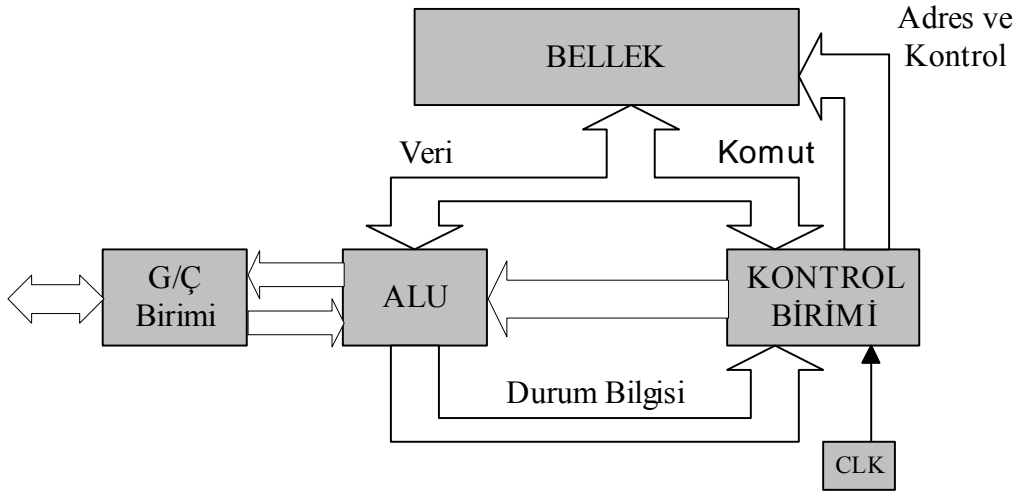 Adres ve
Kontrol
BELLEK
Veri
Komut
G/Ç
Birimi
ALU
KONTROL
BİRİMİ
Durum Bilgisi
CLK